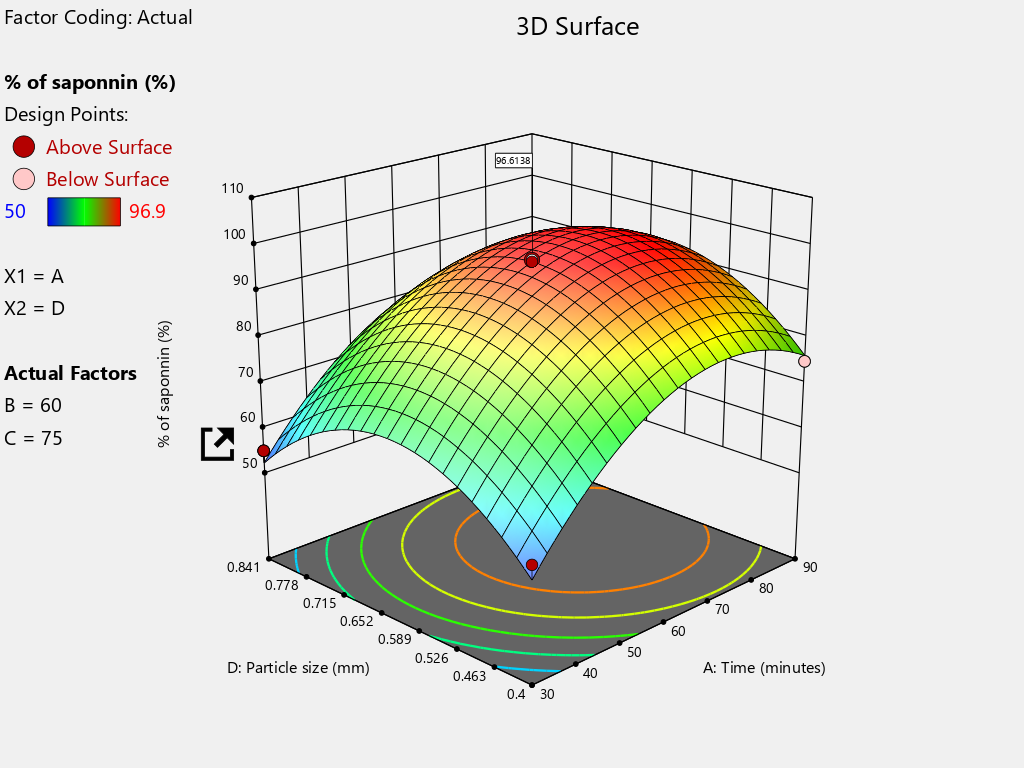 Factor Coding: Actual
3D Surface
% of saponnin (%)
Design Points:
Above Surface
Below Surface
50 96.9
X1 = A
X2 = D
Actual Factors
B = 60
C = 75
96.6138
% of saponnin (%)
110
100
90
80
70
60
50
0.841
0.778
0.715
0.652
0.589
0.526
0.463
0.4
30
40
50
60
70
80
90
D: Particle size (mm)
A: Time (minutes)